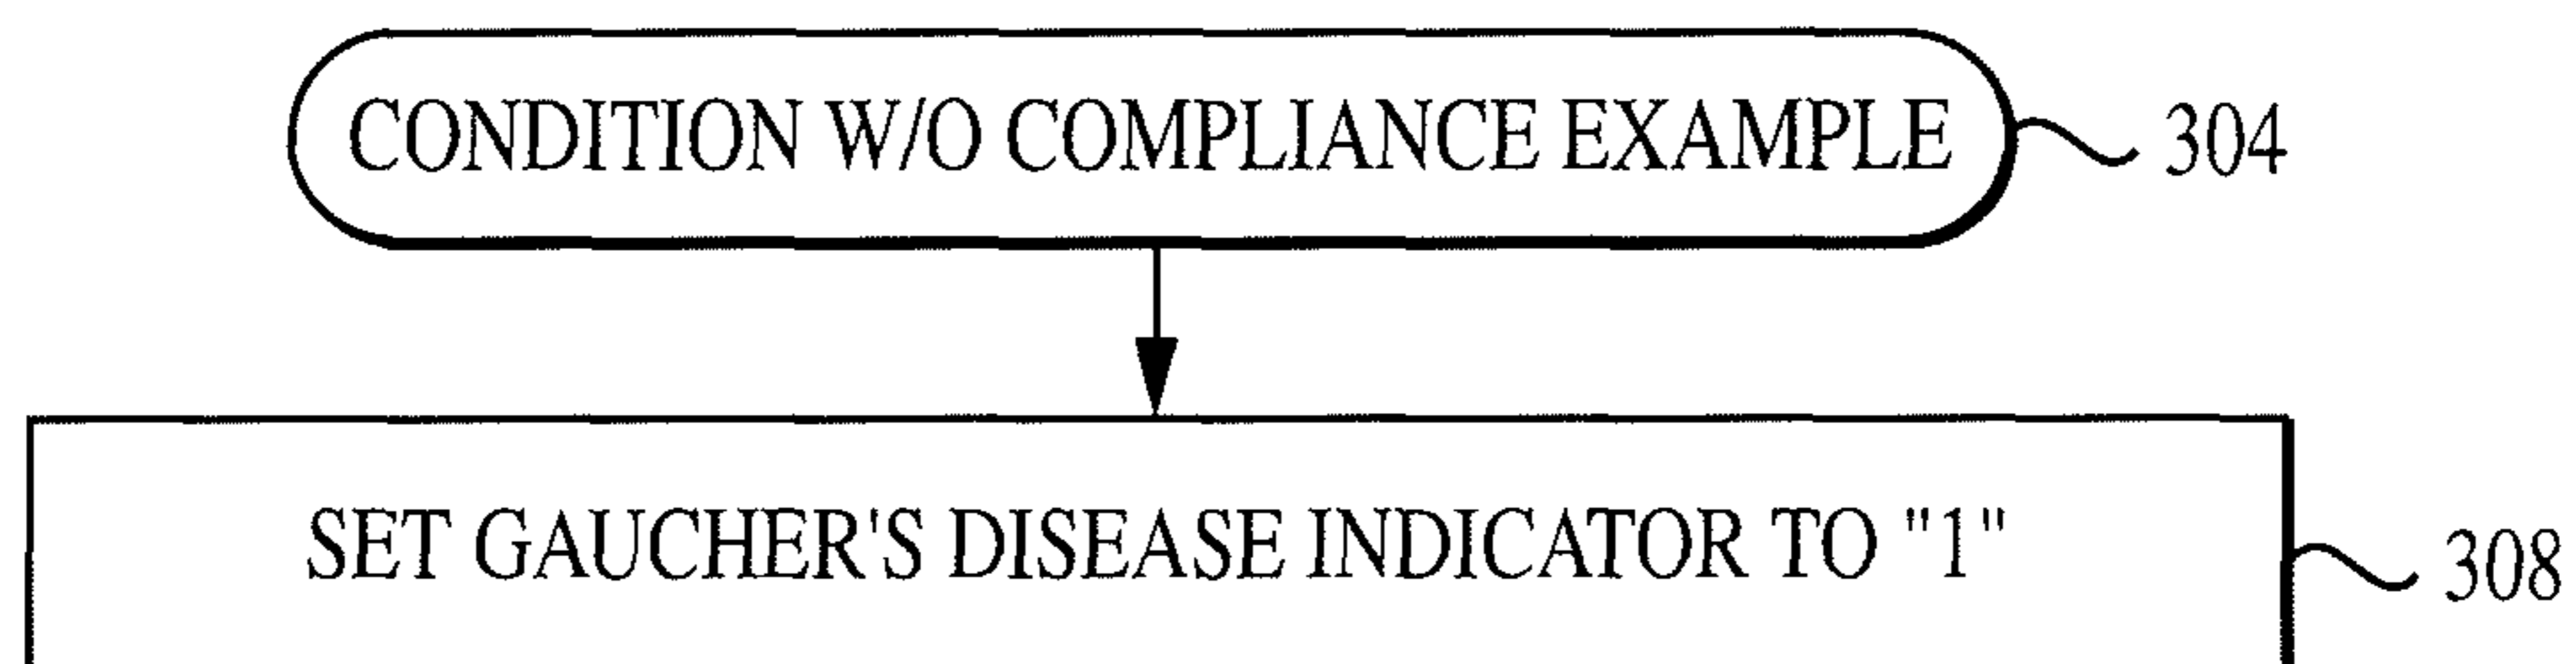 CONDITION W/O COMPLIANCE EXAMPLE
304
SET GAUCHER'S DISEASE INDICATOR TO "1"
308